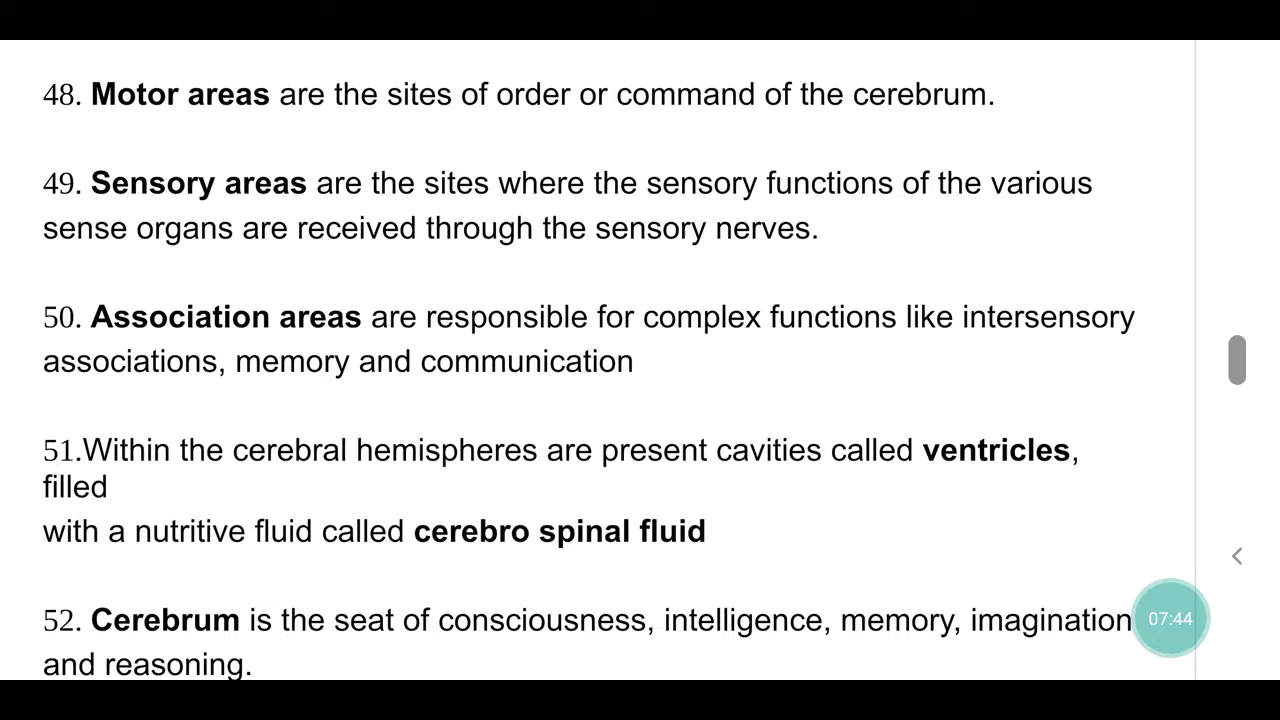 48. Motor areas are the sites of order or command of the cerebrum.
49. Sensory areas are the sites where the sensory functions of the various
sense organs are received through the sensory nerves.
50. Association areas are responsible for complex functions like intersensory
associations, memory and communication
51.Within the cerebral hemispheres are present cavities called ventricles,
filled
with a nutritive fluid called cerebro spinal fluid
52. Cerebrum is the seat of consciousness, intelligence, memory, imagination
and reasoning.
07:44